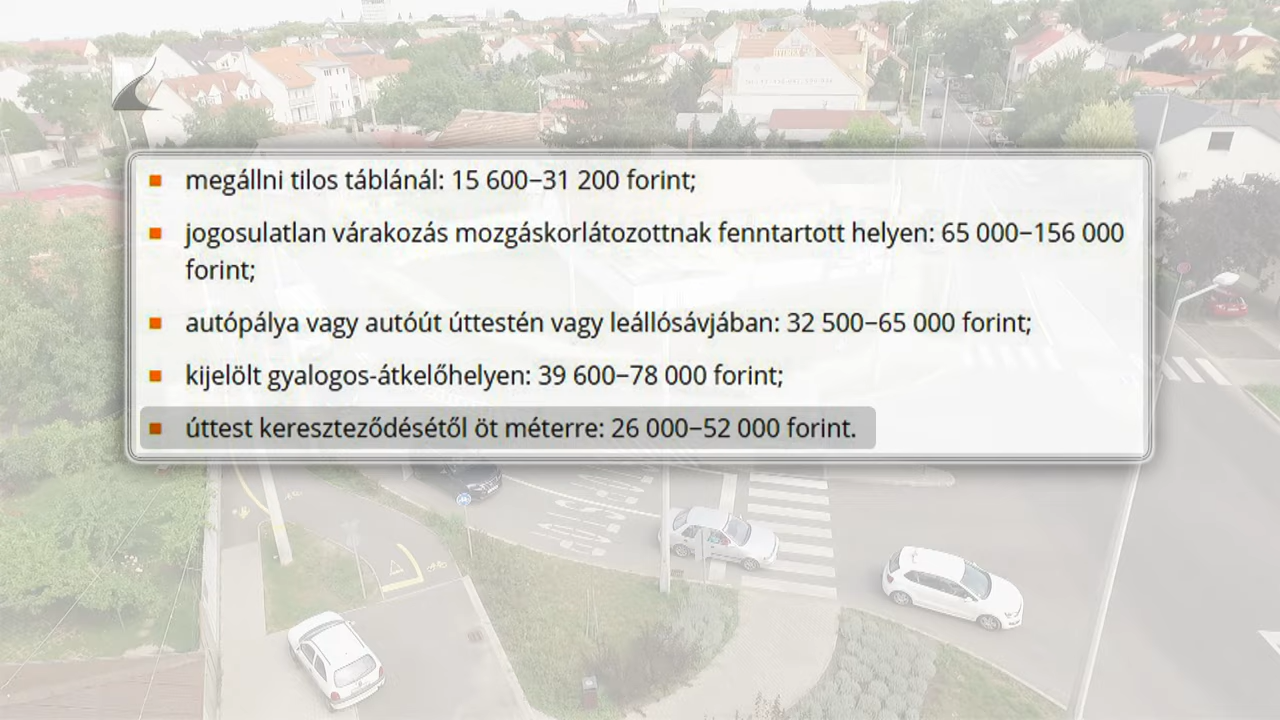 megállni tilos táblánál: 15 600–31 200 forint;
jogosulatlan várakozás mozgáskorlátozottnak fenntartott helyen: 65 000–156 000
forint;
autópálya vagy autóút úttestén vagy leállósávjában: 32 500–65 000 forint;
kijelölt gyalogos-átkelőhelyen: 39 600–78 000 forint;
úttest kereszteződésétől öt méterre: 26 000–52 000 forint.